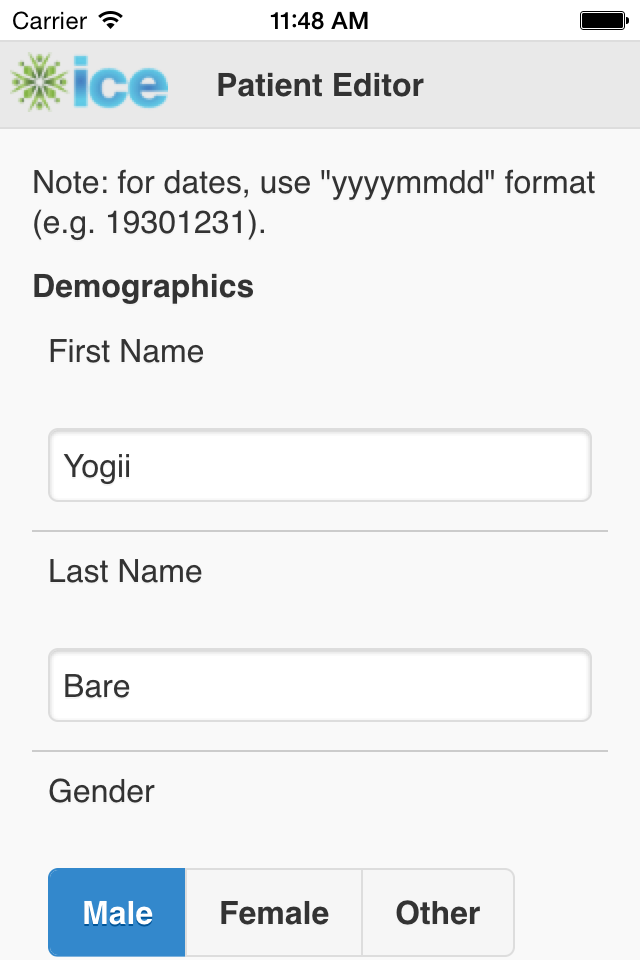 Carrier 11:48 AM
ice Patient Editor
Note: for dates, use "yyyymmdd" format
(e.g. 19301231).
Demographics
First Name
Yogii
Last Name
Bare
Gender
Male Female Other